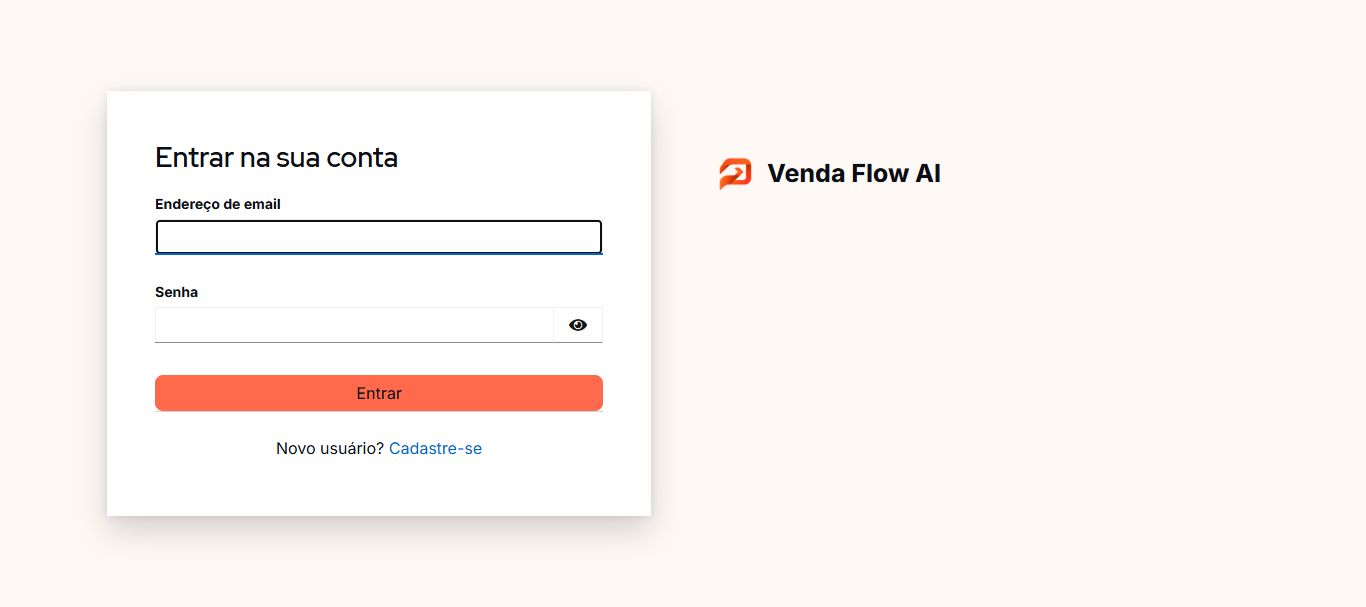 Entrar na sua conta
Endereço de email
Senha
Entrar
Novo usuário? Cadastre-se
Venda Flow AI